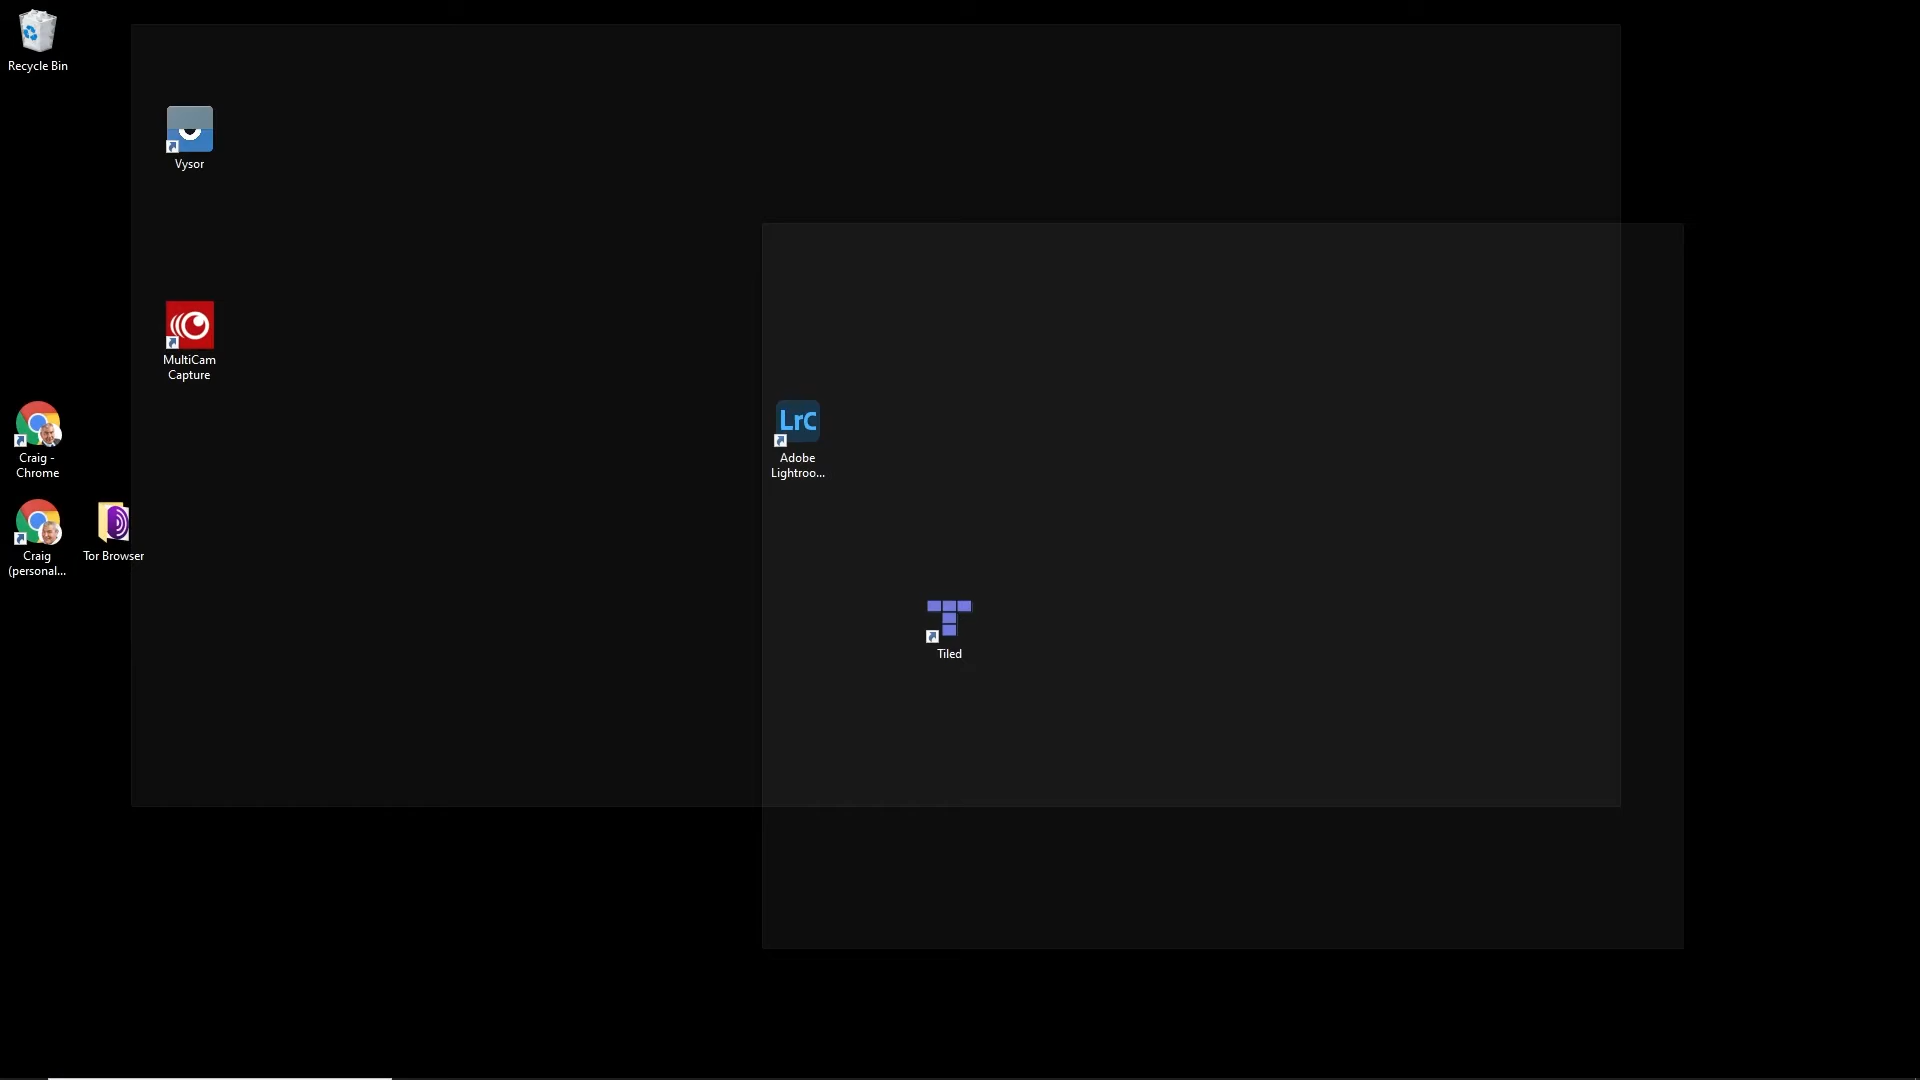 Recycle Bin
Vysor
MultiCam
Capture
Craig -
Chrome
LrC
Adobe
Lightroo...
Craig
(personal...
Tor Browser
Tiled